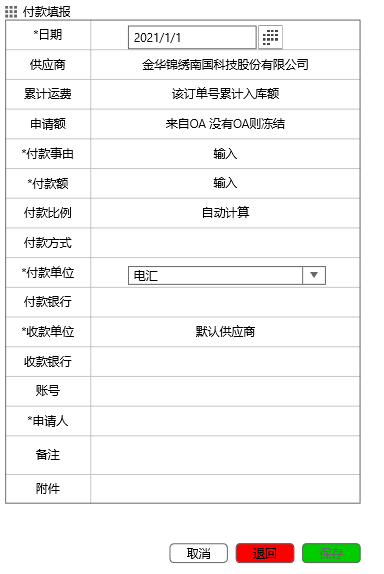 付款填报
*日期 2021/1/1
供应商 金华锦绣南国科技股份有限公司
累计运费 该订单号累计入库额
申请额 来自OA 没有OA则冻结
*付款事由 输入
*付款额 输入
付款比例 自动计算
付款方式
*付款单位 电汇
付款银行
*收款单位 默认供应商
收款银行
账号
*申请人
备注
附件
取消 退回 保存